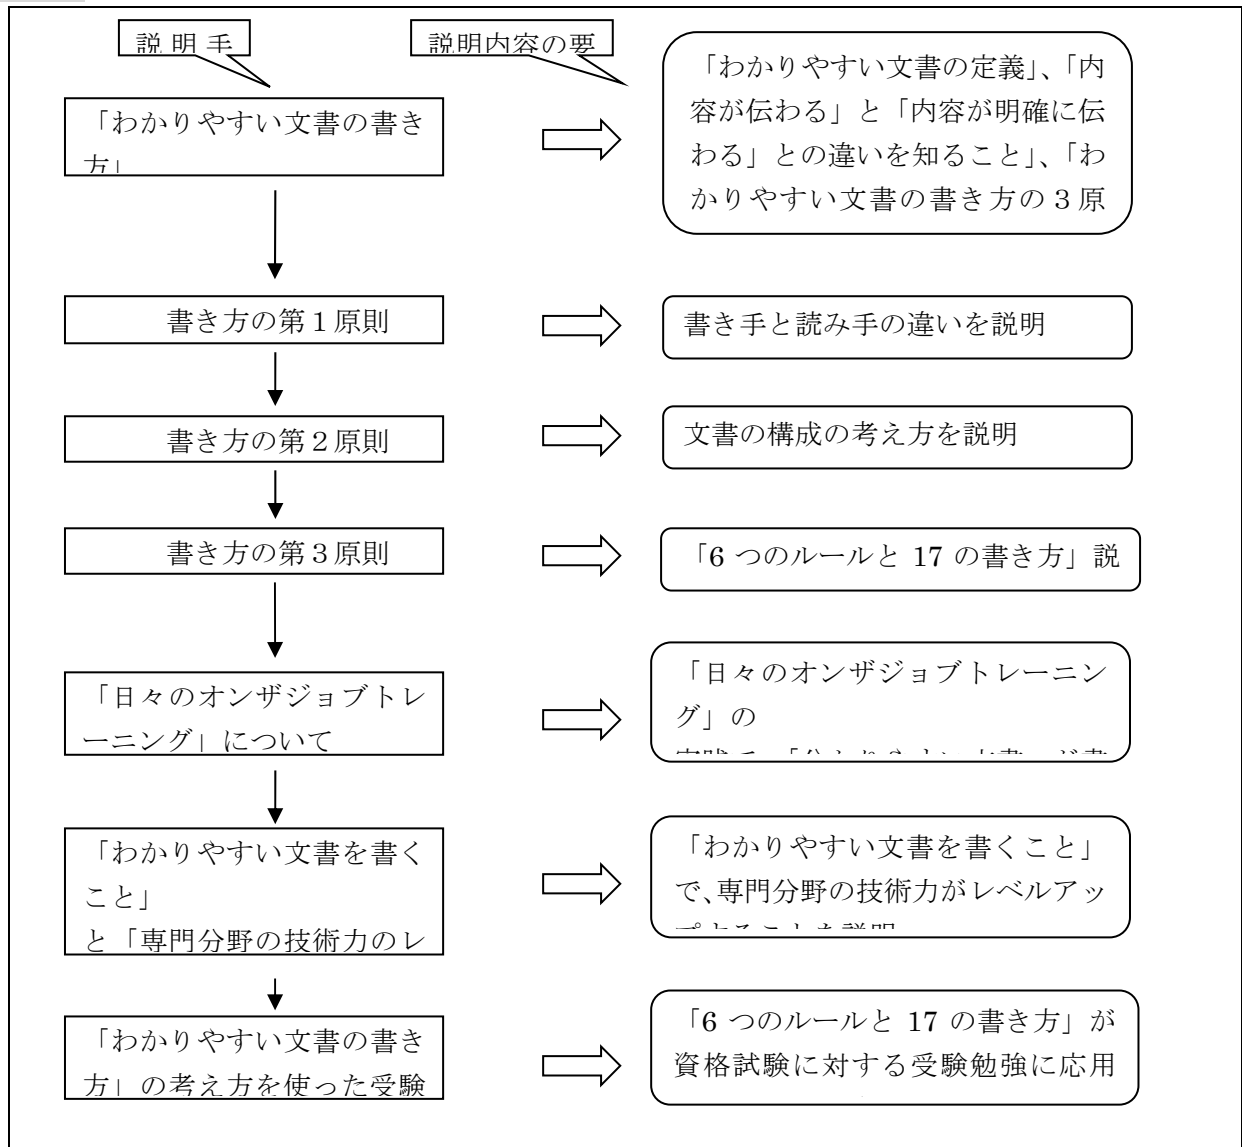 説明手
説明内容の要
「わかりやすい文書の書き
方」
「わかりやすい文書の定義」、「内
容が伝わる」と「内容が明確に伝
わる」との違いを知ること」、「わ
かりやすい文書の書き方の3原
書き方の第1原則
書き手と読み手の違いを説明
書き方の第2原則
文書の構成の考え方を説明
書き方の第3原則
「6 つのルールと 17 の書き方」説
「日々のオンザジョブトレ
ーニング」について
「日々のオンザジョブトレーニン
グ」の
「わかりやすい文書を書く
こと」
と「専門分野の技術力のレ
「わかりやすい文書を書くこと」
で、専門分野の技術力がレベルアッ
プすることを説明
「わかりやすい文書の書き
方」の考え方を使った受験
「6 つのルールと 17 の書き方」が
資格試験に対する受験勉強に応用